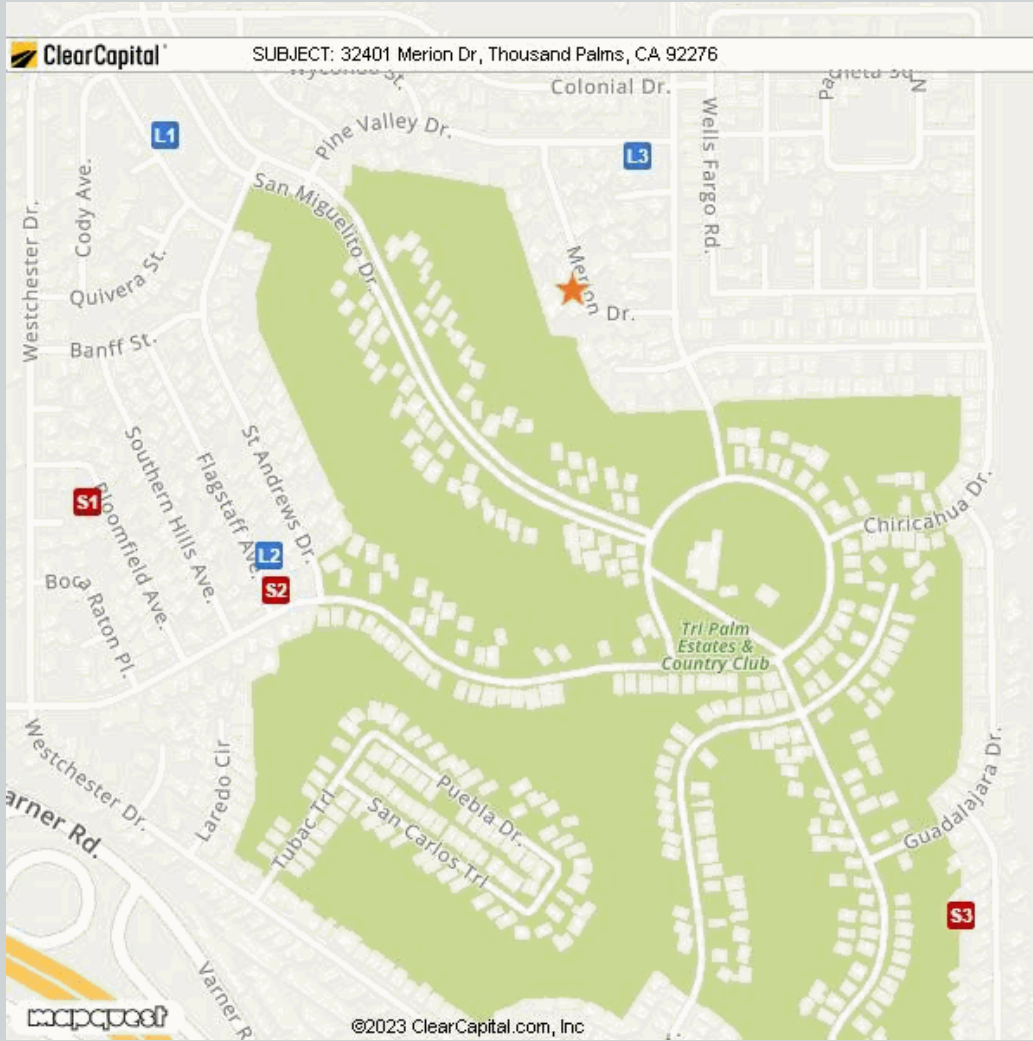 ClearCapital
SUBJECT: 32401 Merion Dr, Thousand Palms, CA 92276
Colonial Dr.
Pine Valley Dr.
L1
L3
Wells Fargo Rd.
Cody Ave.
San Miguelito Dr.
Westchester Dr.
Quivera St.
Merion Dr.
Banff St.
Southern Hills Ave.
Flagstaff Ave.
St Andrews Dr.
S1
Bloomfield Ave.
Chiricahua Dr.
L2
S2
Boca Raton Pl.
Tri Palm
Estates &
Country Club
Westchester Dr.
Laredo Cir
Guadalajara Dr.
Tubac Trl
Puebla Dr.
San Carlos Trl
arner Rd.
S3
Varner R
mapquest
©2023 ClearCapital.com, Inc